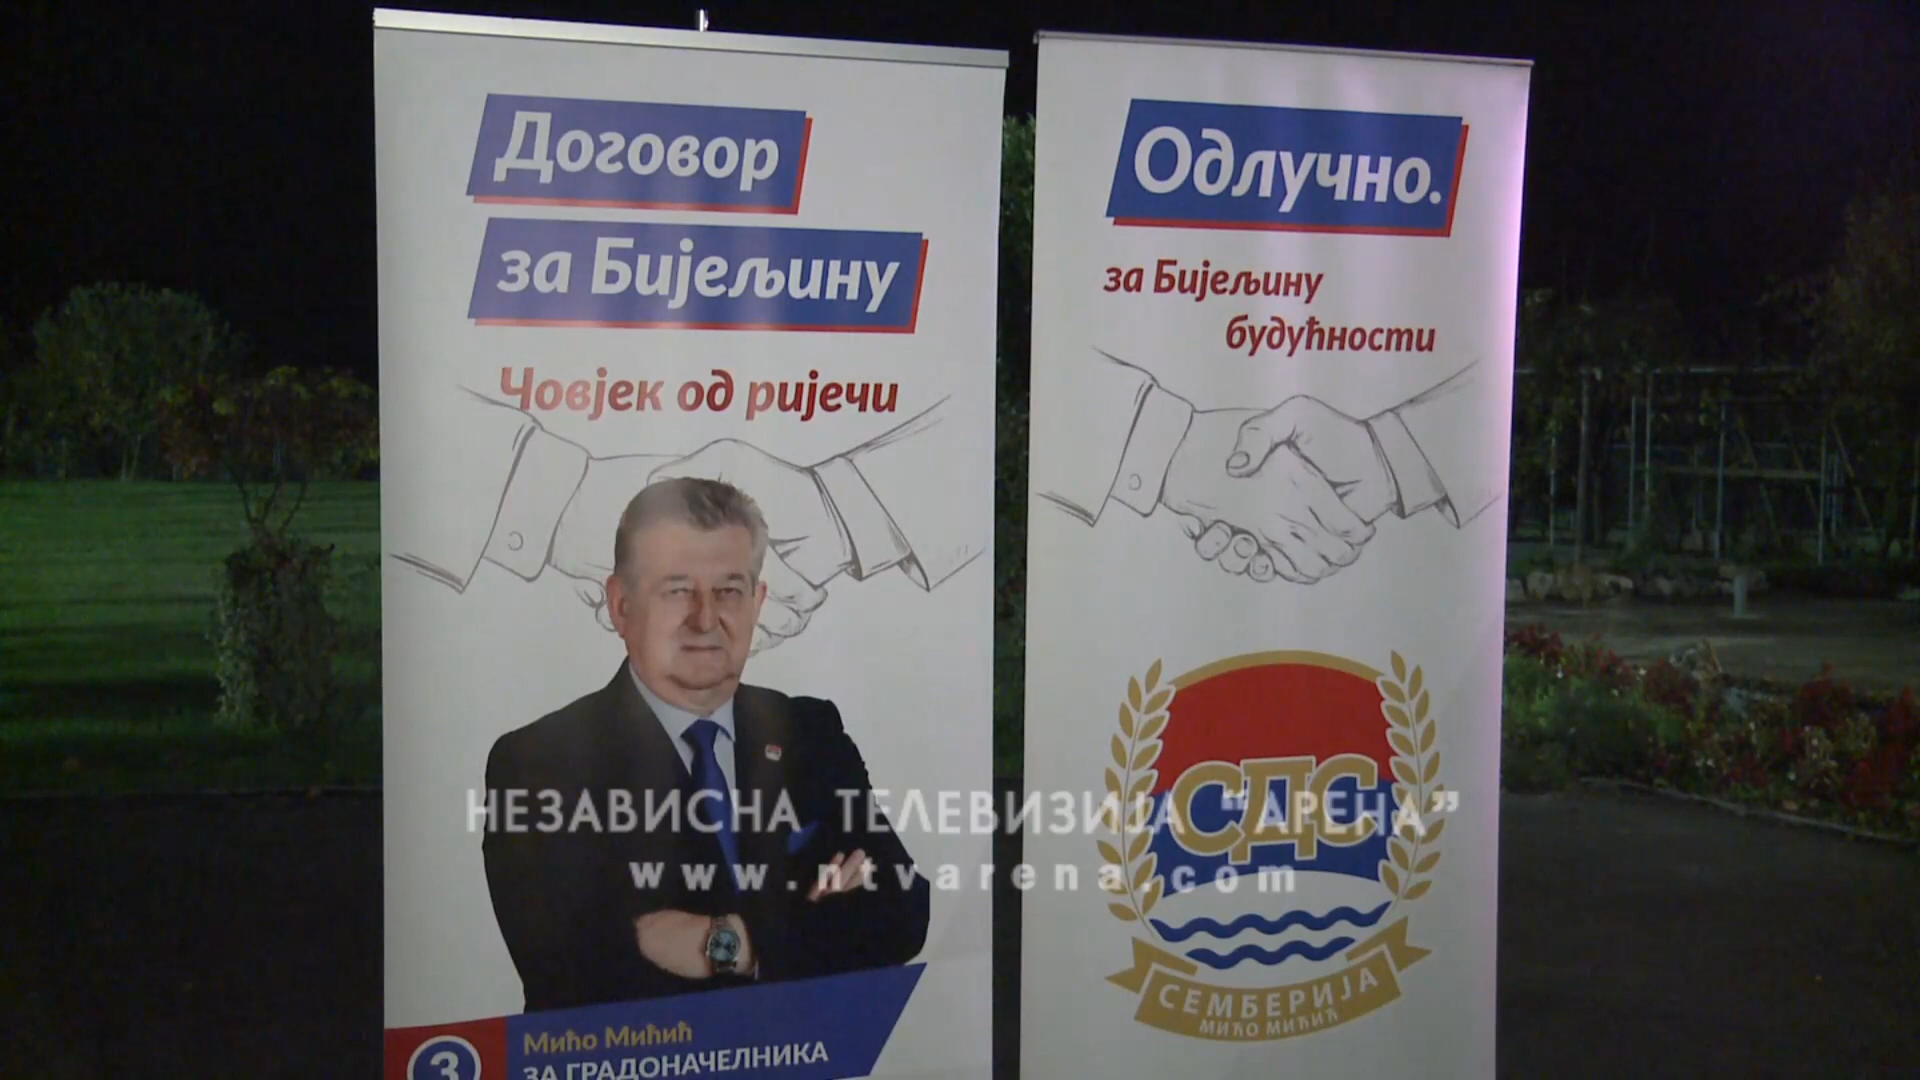 Договор
за Бијељину
Човјек од ријечи
3
Мићо Мићић
ЗА ГРАДОНАЧЕЛНИКА
Одлучно.
за Бијељину
будућности
СДС
СЕМБЕРИЈА
МИЋО МИЋИЋ
НЕЗАВИСНА ТЕЛЕВИЗИЈА "АРЕНА"
www.ntvarena.com